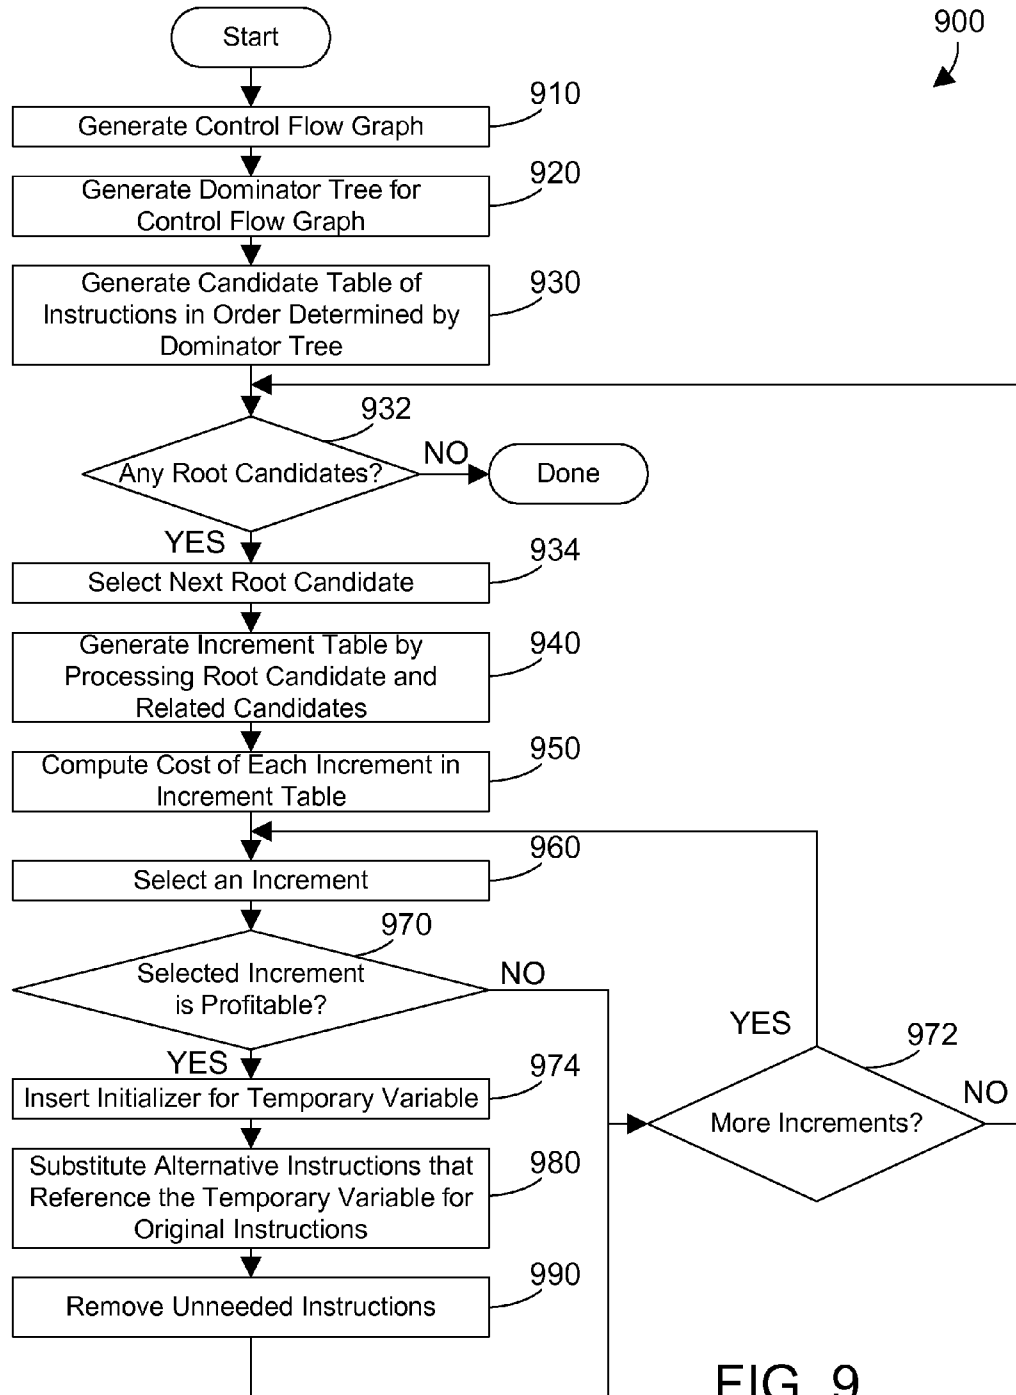 900
Start
910
Generate Control Flow Graph
920
Generate Dominator Tree for
Control Flow Graph
930
Generate Candidate Table of
Instructions in Order Determined by
Dominator Tree
932
Any Root Candidates?
NO
Done
YES
934
Select Next Root Candidate
940
Generate Increment Table by
Processing Root Candidate and
Related Candidates
950
Compute Cost of Each Increment in
Increment Table
960
Select an Increment
970
Selected Increment
is Profitable?
NO
YES
972
More Increments?
NO
YES
974
Insert Initializer for Temporary Variable
980
Substitute Alternative Instructions that
Reference the Temporary Variable for
Original Instructions
990
Remove Unneeded Instructions
FIG. 9